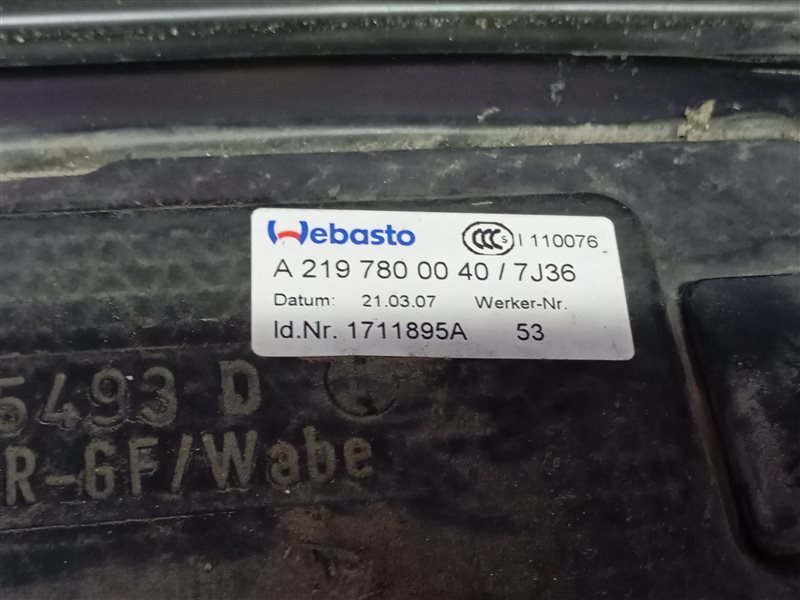 Webasto CCC S I 110076
A 219 780 00 40 / 7J36
Datum: 21.03.07 Werker-Nr.
Id.Nr. 1711895A 53
5493 D
R-GF/Wabe